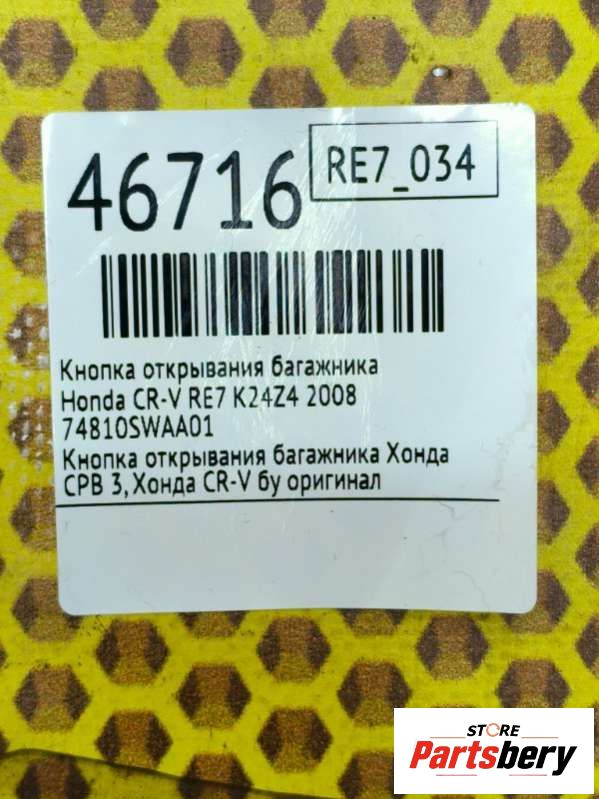 46716
RE7_034
Кнопка открывания багажника
Honda CR-V RE7 K24Z4 2008
74810SWAA01
Кнопка открывания багажника Хонда
СРВ 3, Хонда CR-V бу оригинал
STORE
Partsbery